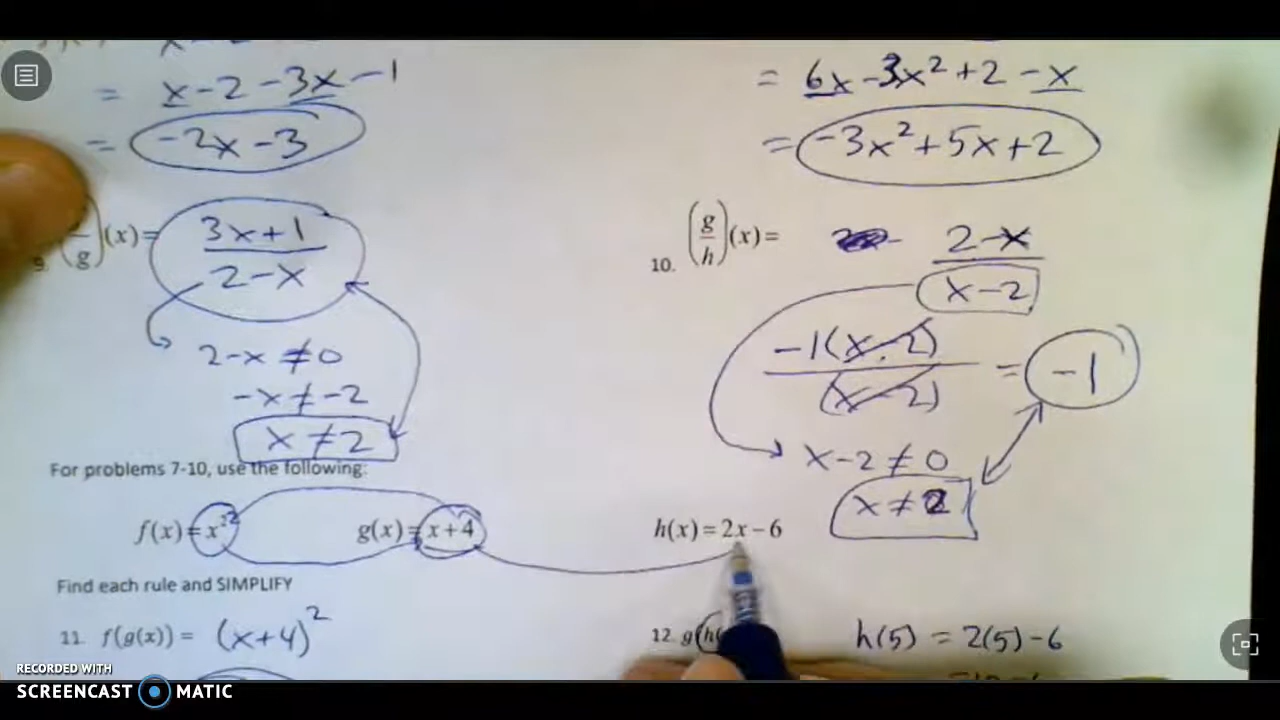 = x-2-3x-1
= -2x-3
= 6x-3x²+2-x
= -3x²+5x+2
9. (x)= 3x+1
g 2-x
2-x≠0
-x≠-2
x≠2
10. (g/h)(x)= 2-x
x-2
-1(x-2)
(x-2) = -1
x-2≠0
x≠2
For problems 7-10, use the following:
f(x)=x² g(x)=x+4 h(x)=2x-6
Find each rule and SIMPLIFY
11. f(g(x))= (x+4)²
12. g(h( h(5) = 2(5)-6
RECORDED WITH
SCREENCAST MATIC